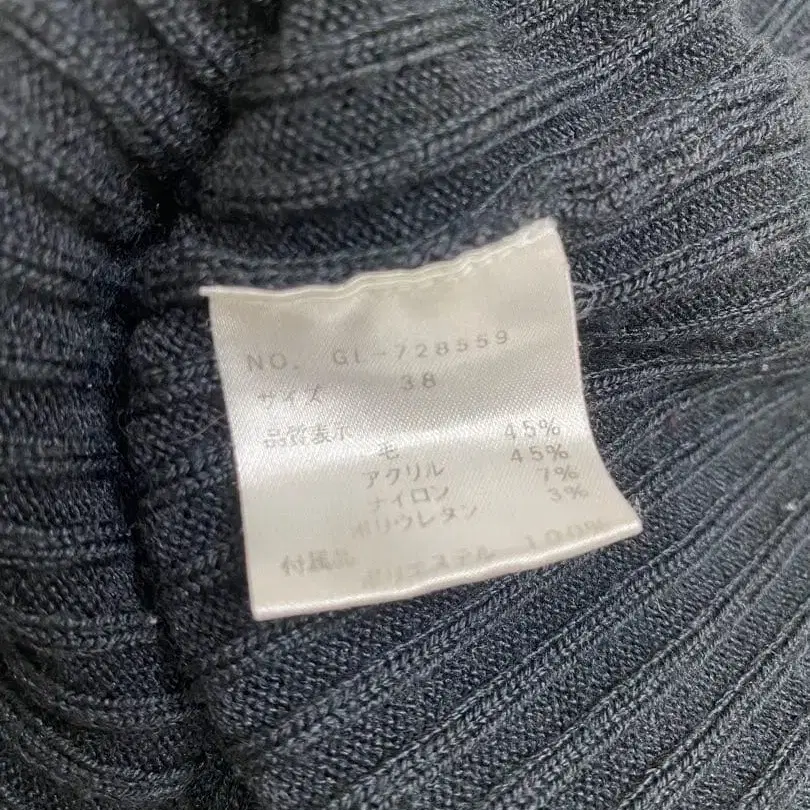 NO. GL-728559
サイズ 38
品質表示
毛 45%
アクリル 45%
ナイロン 7%
ポリウレタン 3%
付属品
ポリエステル 100%